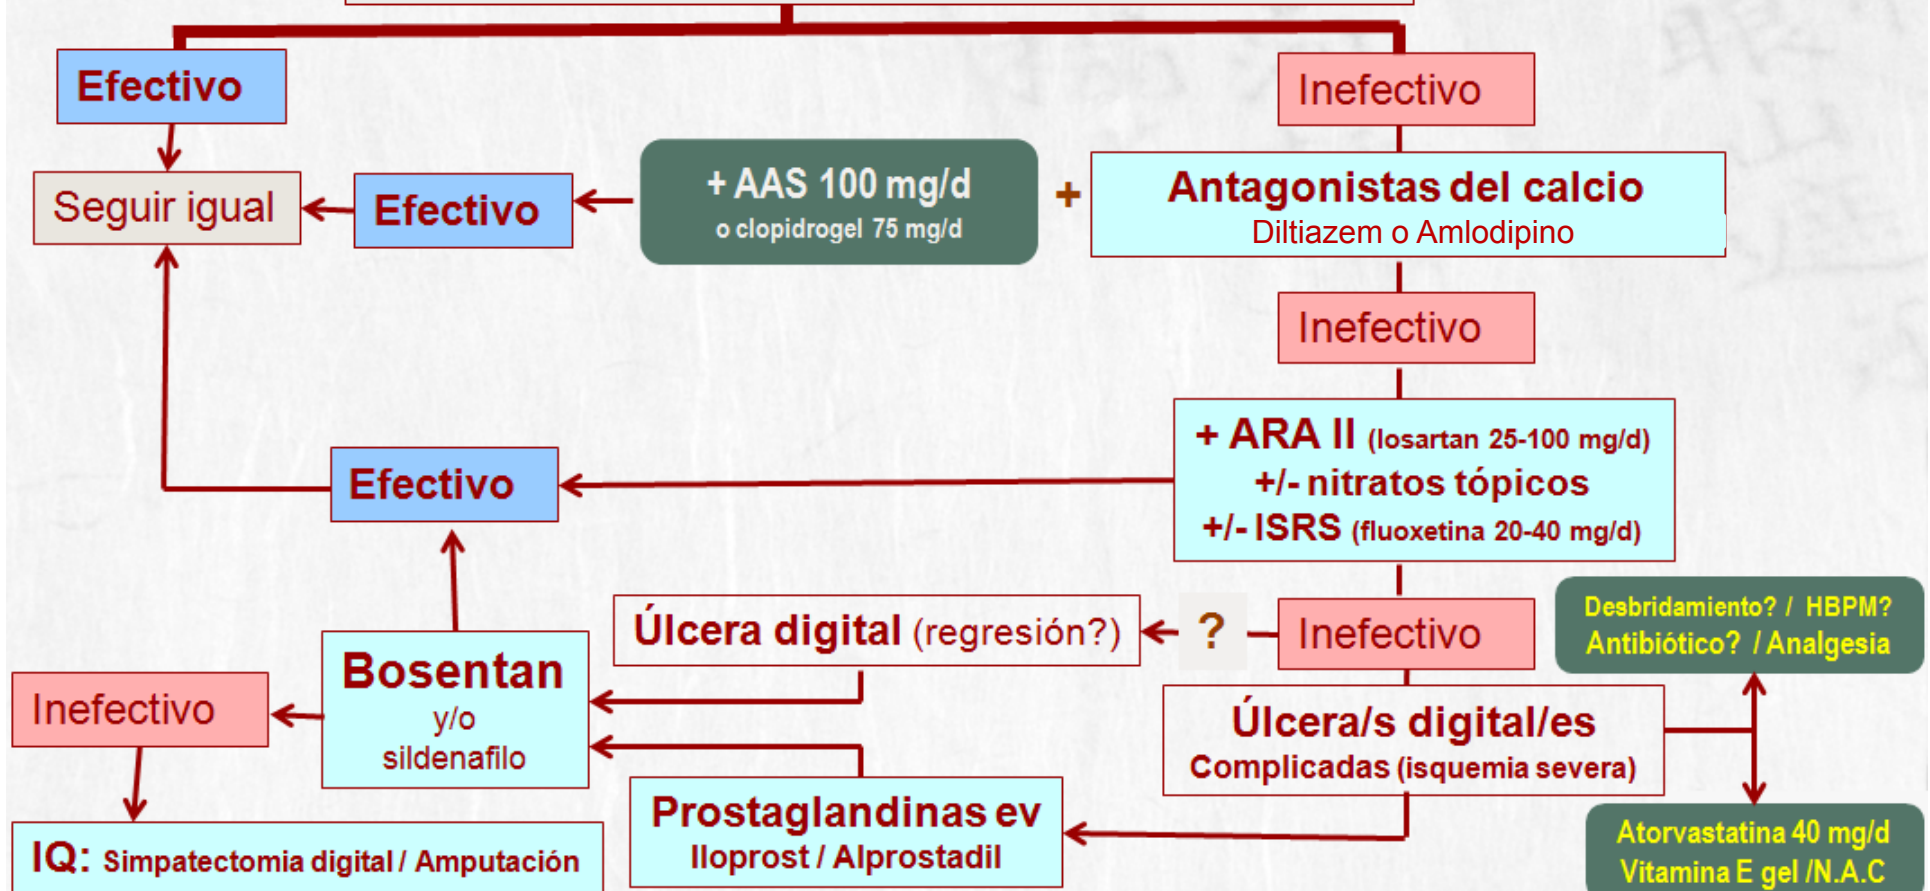 Efectivo
Inefectivo
Seguir igual
Efectivo
+ AAS 100 mg/d
o clopidrogel 75 mg/d
+
Antagonistas del calcio
Diltiazem o Amlodipino
Inefectivo
+ ARA II (losartan 25-100 mg/d)
+/- nitratos tópicos
+/- ISRS (fluoxetina 20-40 mg/d)
Efectivo
Úlcera digital (regresión?)
?
Inefectivo
Desbridamiento? / HBPM?
Antibiótico? / Analgesia
Inefectivo
Bosentan
y/o
sildenafilo
Úlcera/s digital/es
Complicadas (isquemia severa)
Prostaglandinas ev
Iloprost / Alprostadil
Atorvastatina 40 mg/d
Vitamina E gel /N.A.C
IQ: Simpatectomia digital / Amputación